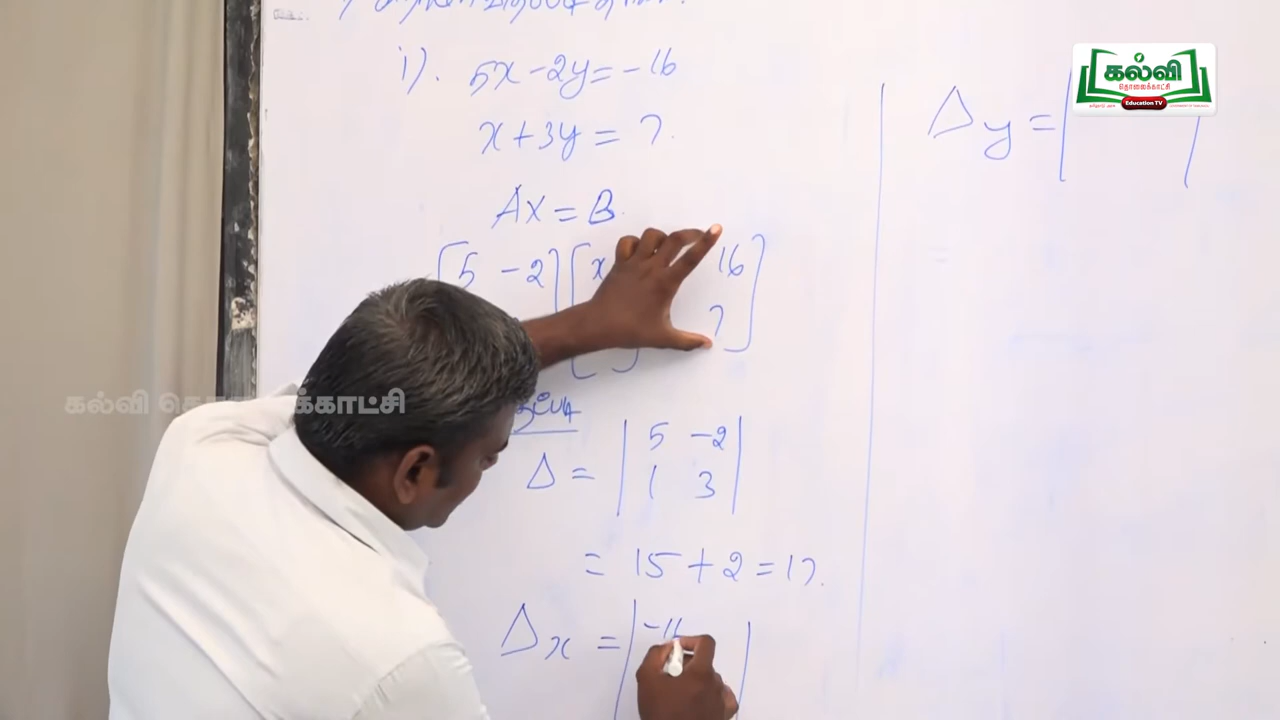 i). 5x - 2y = -16
x + 3y = 7.
AX = B.
[5 -2] [x 16
7]
Δ = | 5 -2 |
| 1 3 |
= 15 + 2 = 17.
Δx = | -16
Δy = | |
கல்வி
தொலைக்காட்சி
Education TV